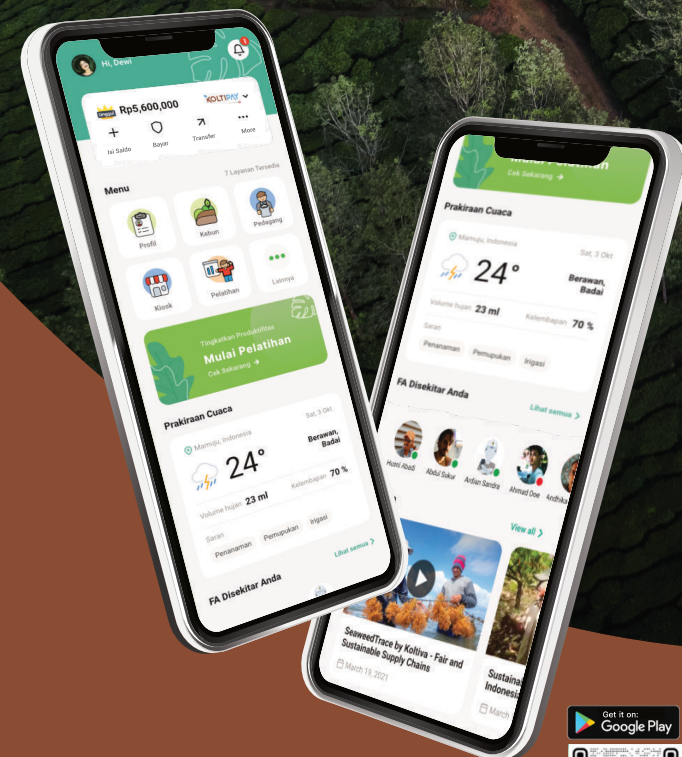 Hi, Dewi
1
tunggul Rp5,600,000 KOLTIPAY
Isi Saldo Bayar Transfer More
Menu 7 Layanan Tersedia
Profil Kebun Pedagang
Kiosk Pelatihan Lainnya
Tingkatkan Produktifitas
Mulai Pelatihan
Cek Sekarang →
Prakiraan Cuaca
Mamuju, Indonesia Sat, 3 Okt
24° Berawan,
Badai
Volume hujan 23 ml Kelembapan 70 %
Saran
Penanaman Pemupukan Irigasi
FA Disekitar Anda Lihat semua >
Mulai Pelatihan
Cek Sekarang →
Prakiraan Cuaca
Mamuju, Indonesia Sat, 3 Okt
24° Berawan,
Badai
Volume hujan 23 ml Kelembapan 70 %
Saran
Penanaman Pemupukan Irigasi
FA Disekitar Anda Lihat semua >
Husni Abadi Abdul Sukur Ardian Sandra Ahmad Doe Andhika
View all >
SeaweedTrace by Koltiva - Fair and
Sustainable Supply Chains
March 19, 2021
Sustaina
Indonesia
March
Get it on:
Google Play